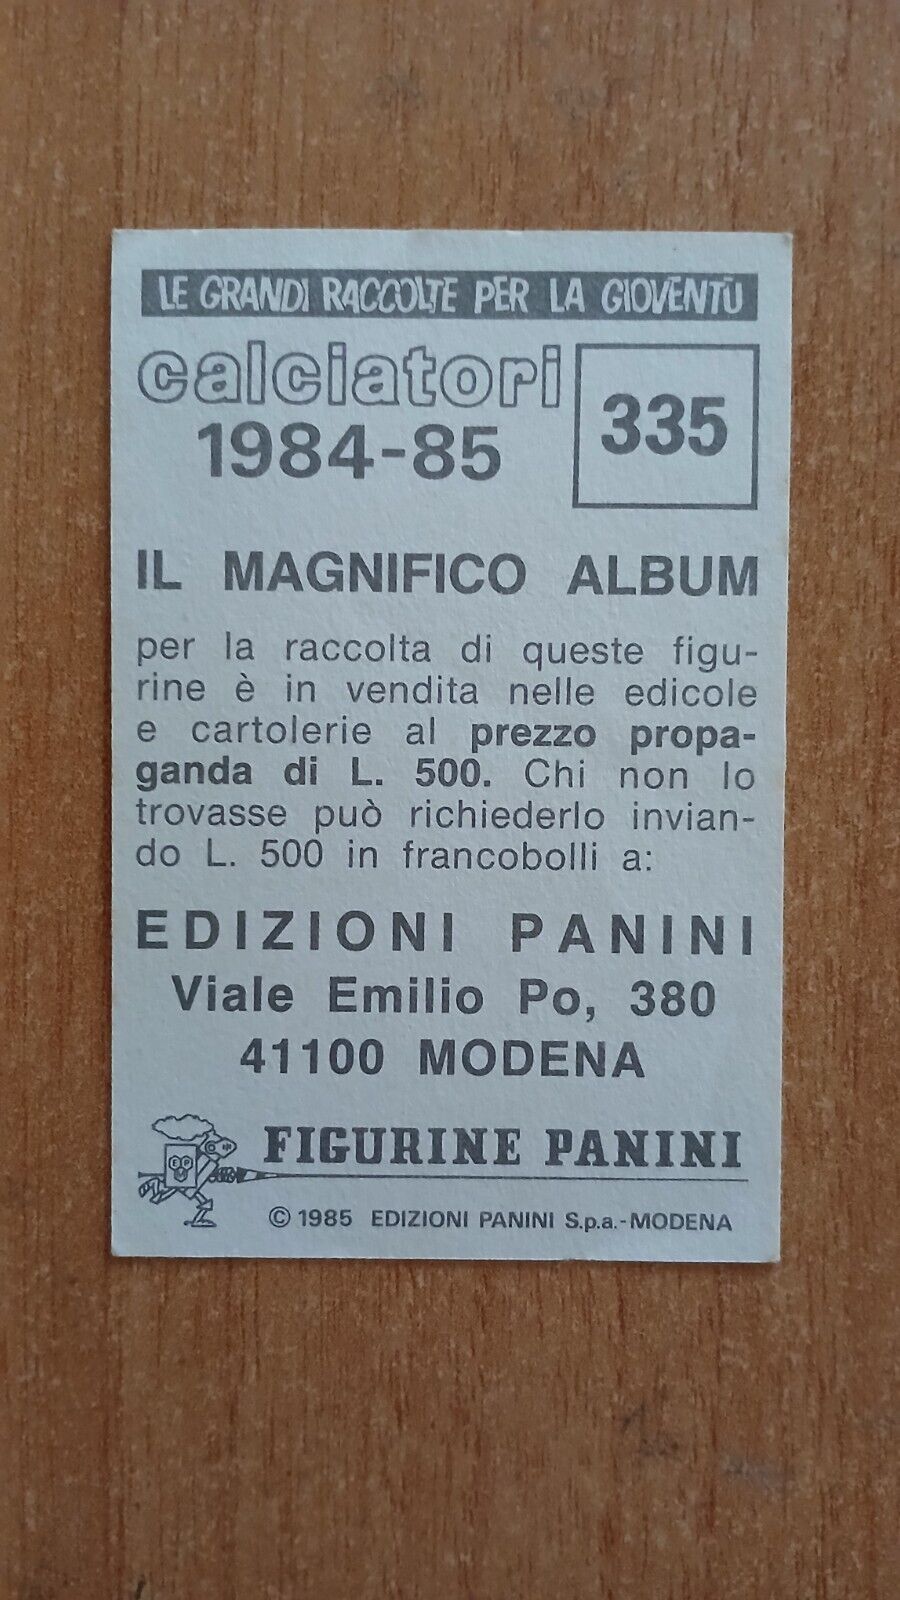 LE GRANDI RACCOLTE PER LA GIOVENTÙ
calciatori
1984-85
335
IL MAGNIFICO ALBUM
per la raccolta di queste figu-
rine è in vendita nelle edicole
e cartolerie al prezzo propa-
ganda di L. 500. Chi non lo
trovasse può richiederlo invian-
do L. 500 in francobolli a:
EDIZIONI PANINI
Viale Emilio Po, 380
41100 MODENA
EP
FIGURINE PANINI
© 1985 EDIZIONI PANINI S.p.a.-MODENA